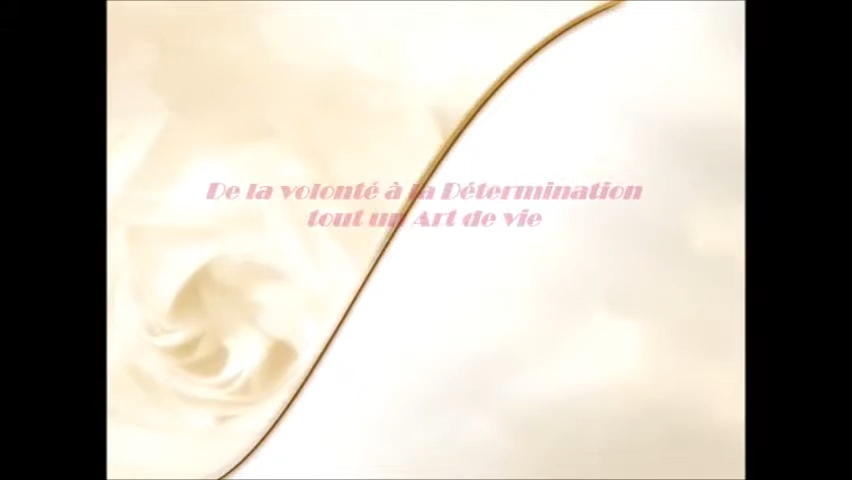 De la volonté à la Détermination
tout un Art de vie